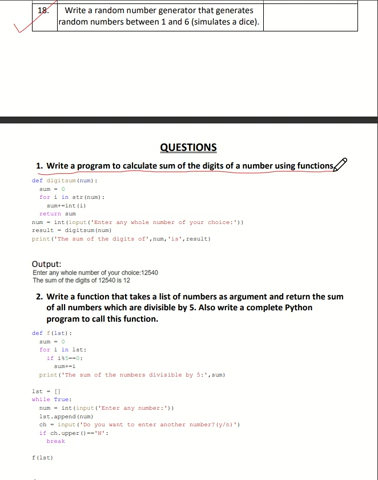 18. Write a random number generator that generates
random numbers between 1 and 6 (simulates a dice).
QUESTIONS
1. Write a program to calculate sum of the digits of a number using functions.
def digitsum(num):
sum = 0
for i in str(num):
sum+=int(i)
return sum
num = int(input('Enter any whole number of your choice:'))
result = digitsum(num)
print('The sum of the digits of',num,'is',result)
Output:
Enter any whole number of your choice:12540
The sum of the digits of 12540 is 12
2. Write a function that takes a list of numbers as argument and return the sum
of all numbers which are divisible by 5. Also write a complete Python
program to call this function.
def f(lst):
sum = 0
for i in lst:
if i%5==0:
sum+=i
print('The sum of the numbers divisible by 5:',sum)
lst = []
while True:
num = int(input('Enter any number:'))
lst.append(num)
ch = input('Do you want to enter another number?(y/n)')
if ch.upper()=='N':
break
f(lst)